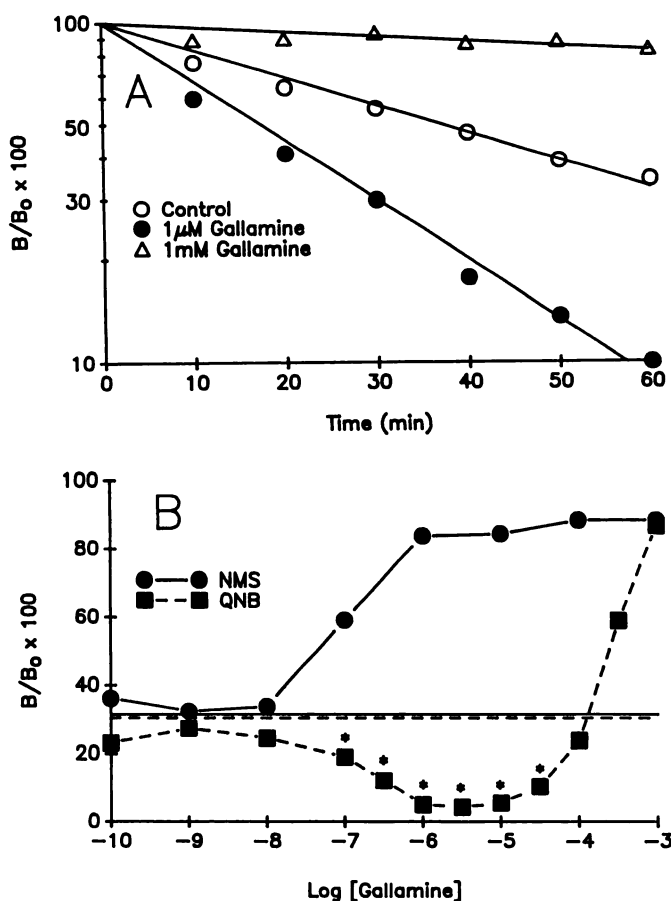 100
50
30
10
B/B₀ x 100
A
○ Control
● 1μM Gallamine
△ 1mM Gallamine
0 10 20 30 40 50 60
Time (min)
100
80
60
40
20
0
B/B₀ x 100
B
NMS
QNB
* * * * * *
-10 -9 -8 -7 -6 -5 -4 -3
Log [Gallamine]